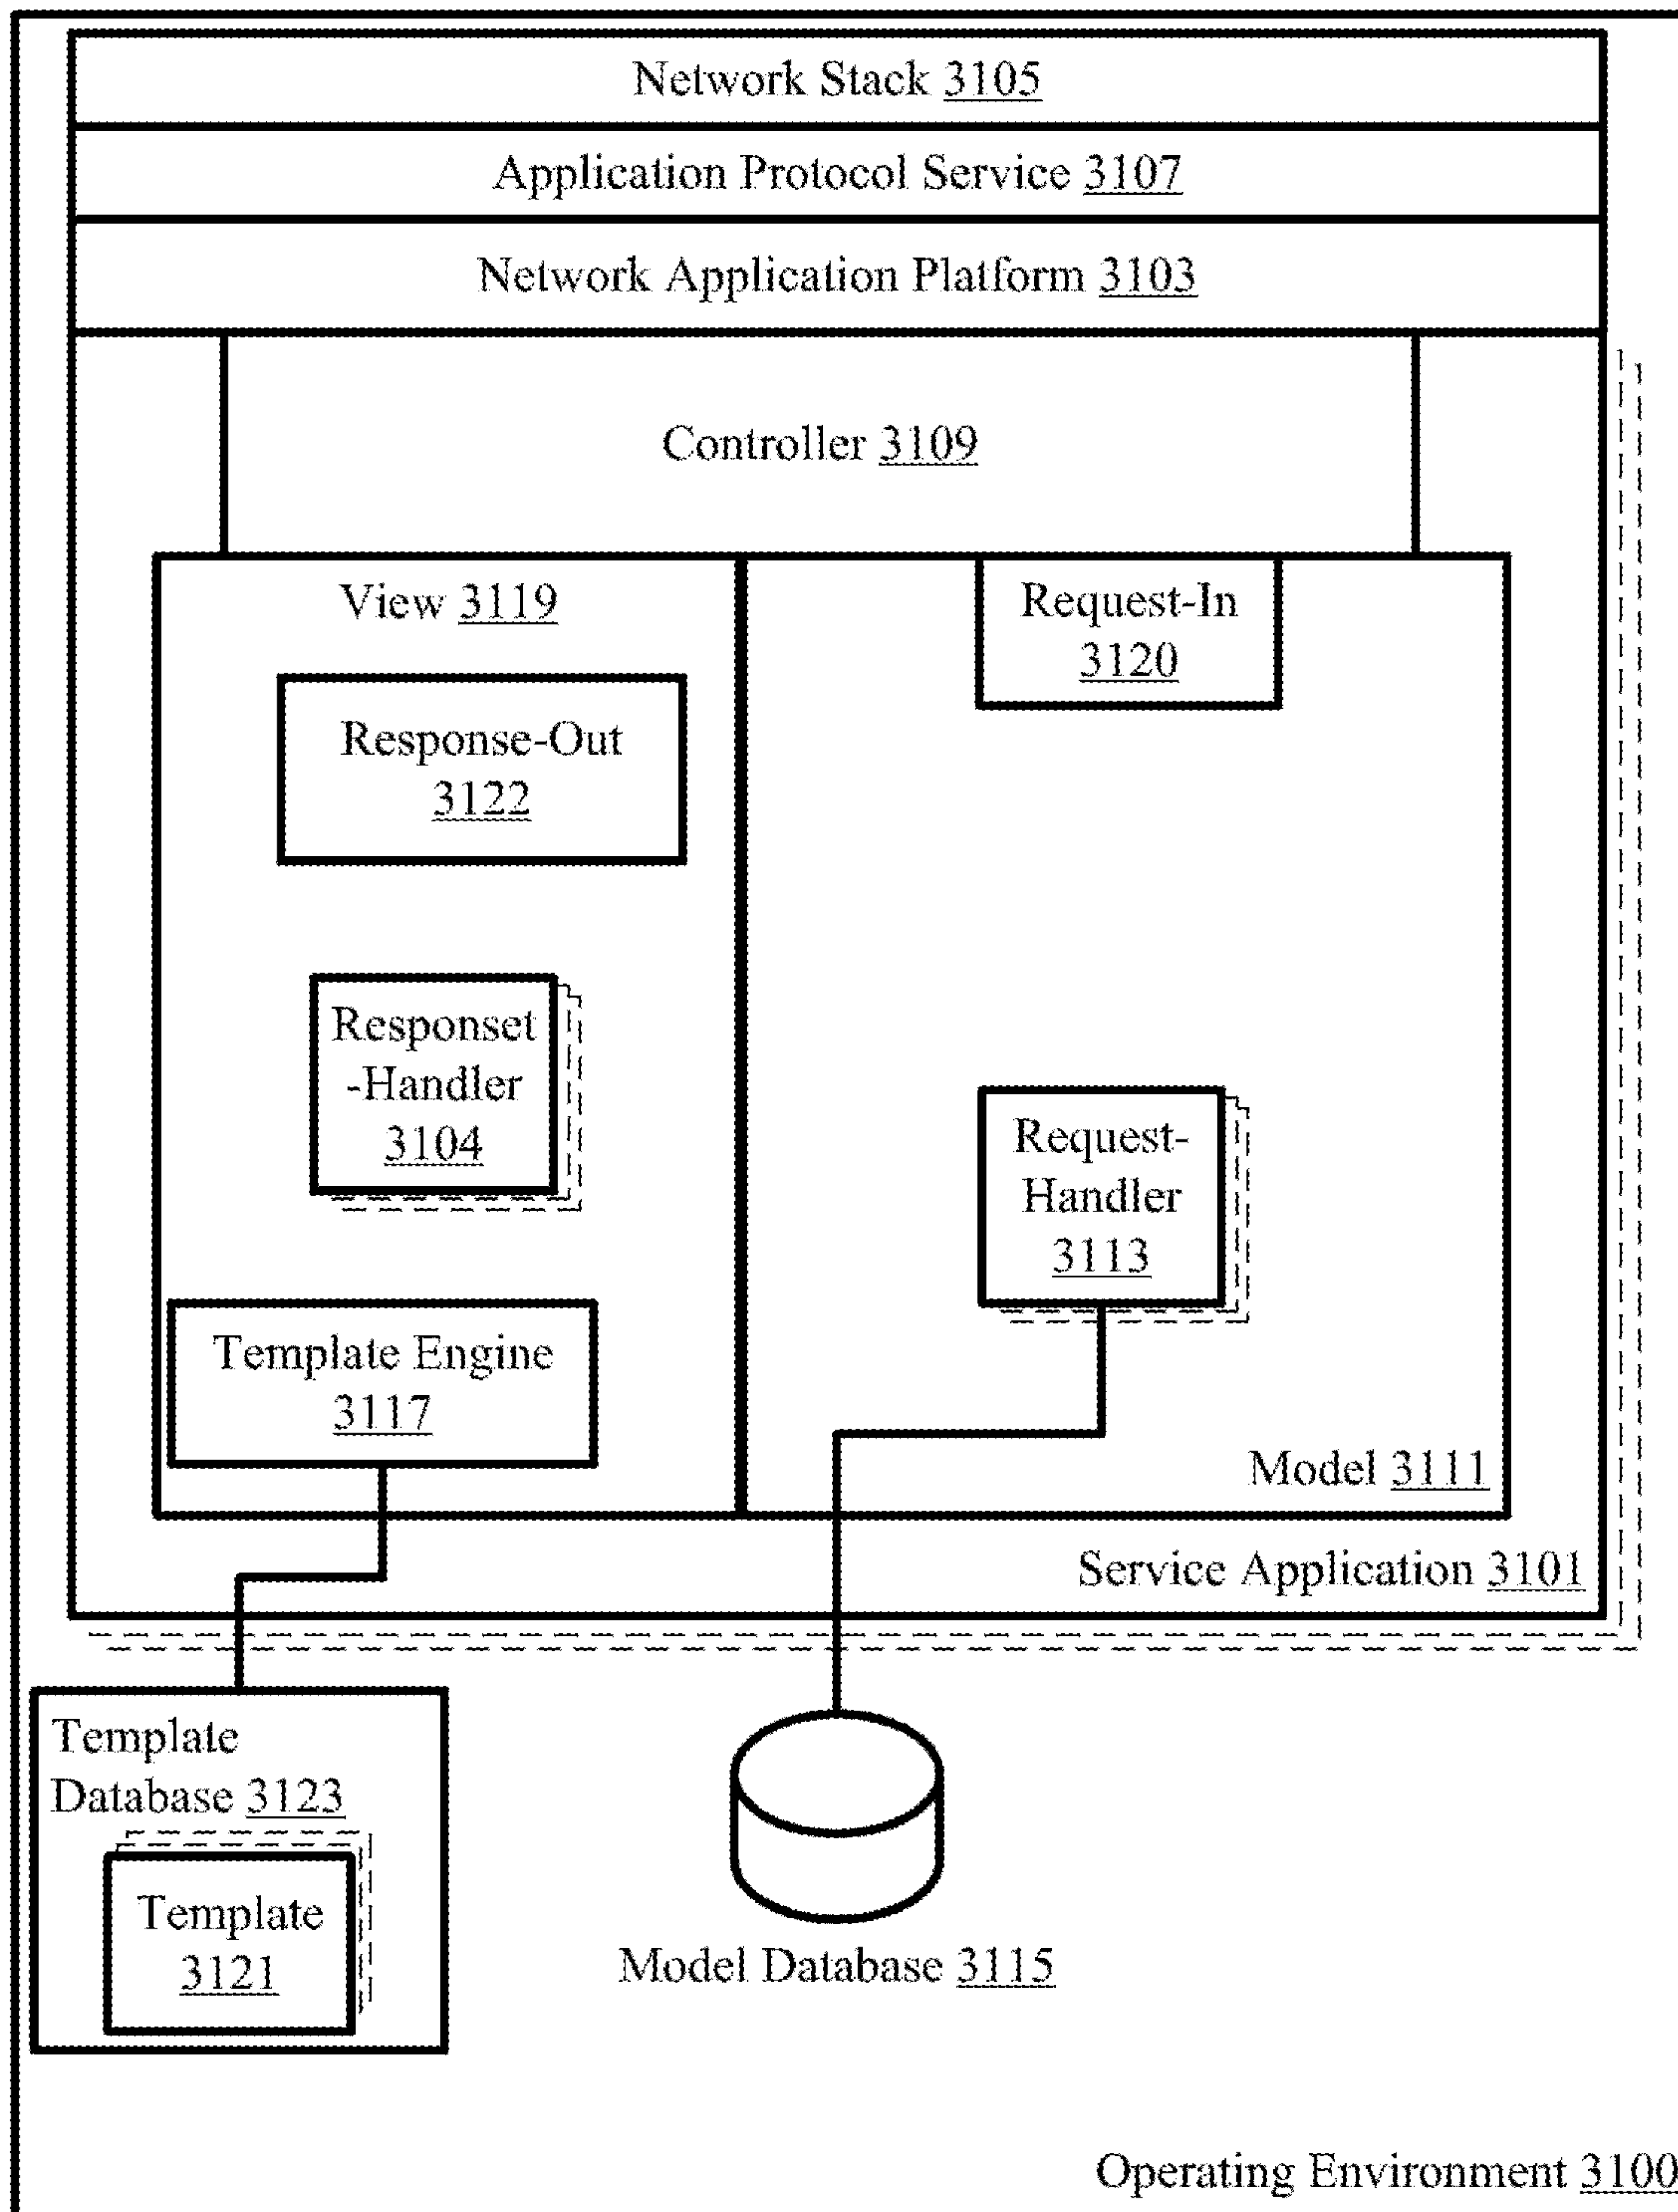 Network Stack 3105
Application Protocol Service 3107
Network Application Platform 3103
Controller 3109
View 3119
Response-Out
3122
Responset
-Handler
3104
Template Engine
3117
Request-In
3120
Request-
Handler
3113
Model 3111
Service Application 3101
Template
Database 3123
Template
3121
Model Database 3115
Operating Environment 3100